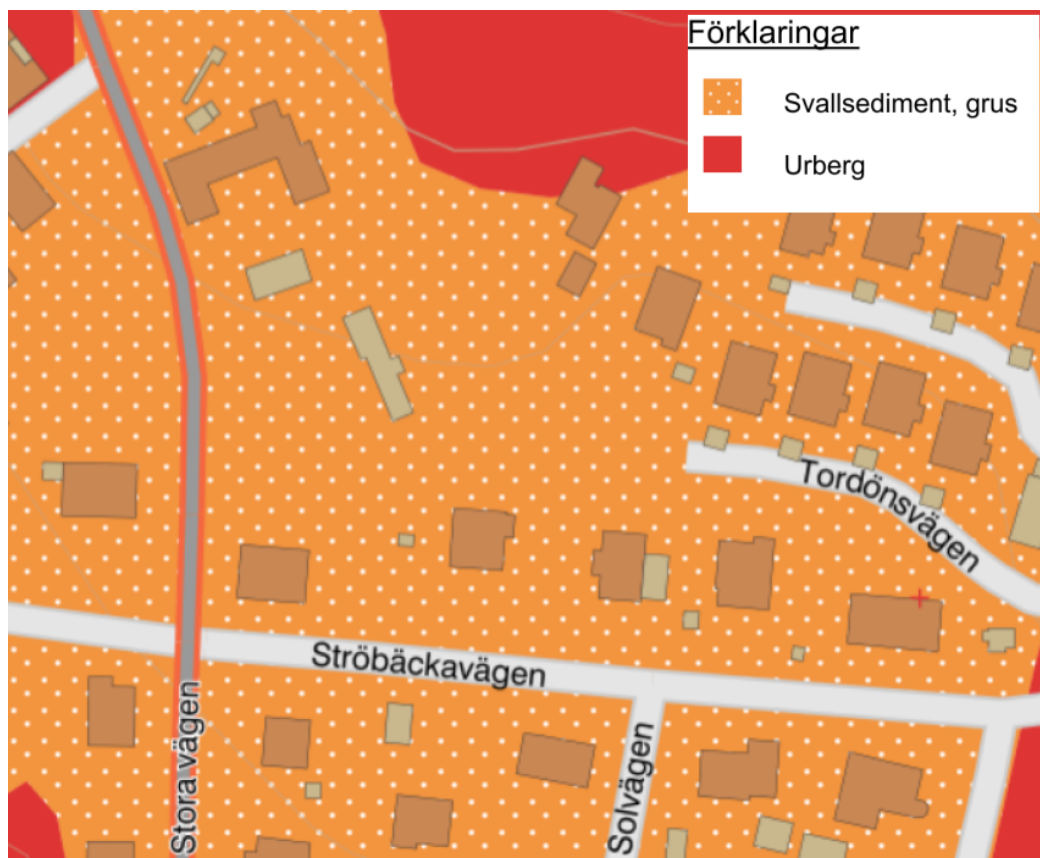 Förklaringar
Svallsediment, grus
Urberg
Tordönsvägen
Ströbäckavägen
Stora vägen
Solvägen